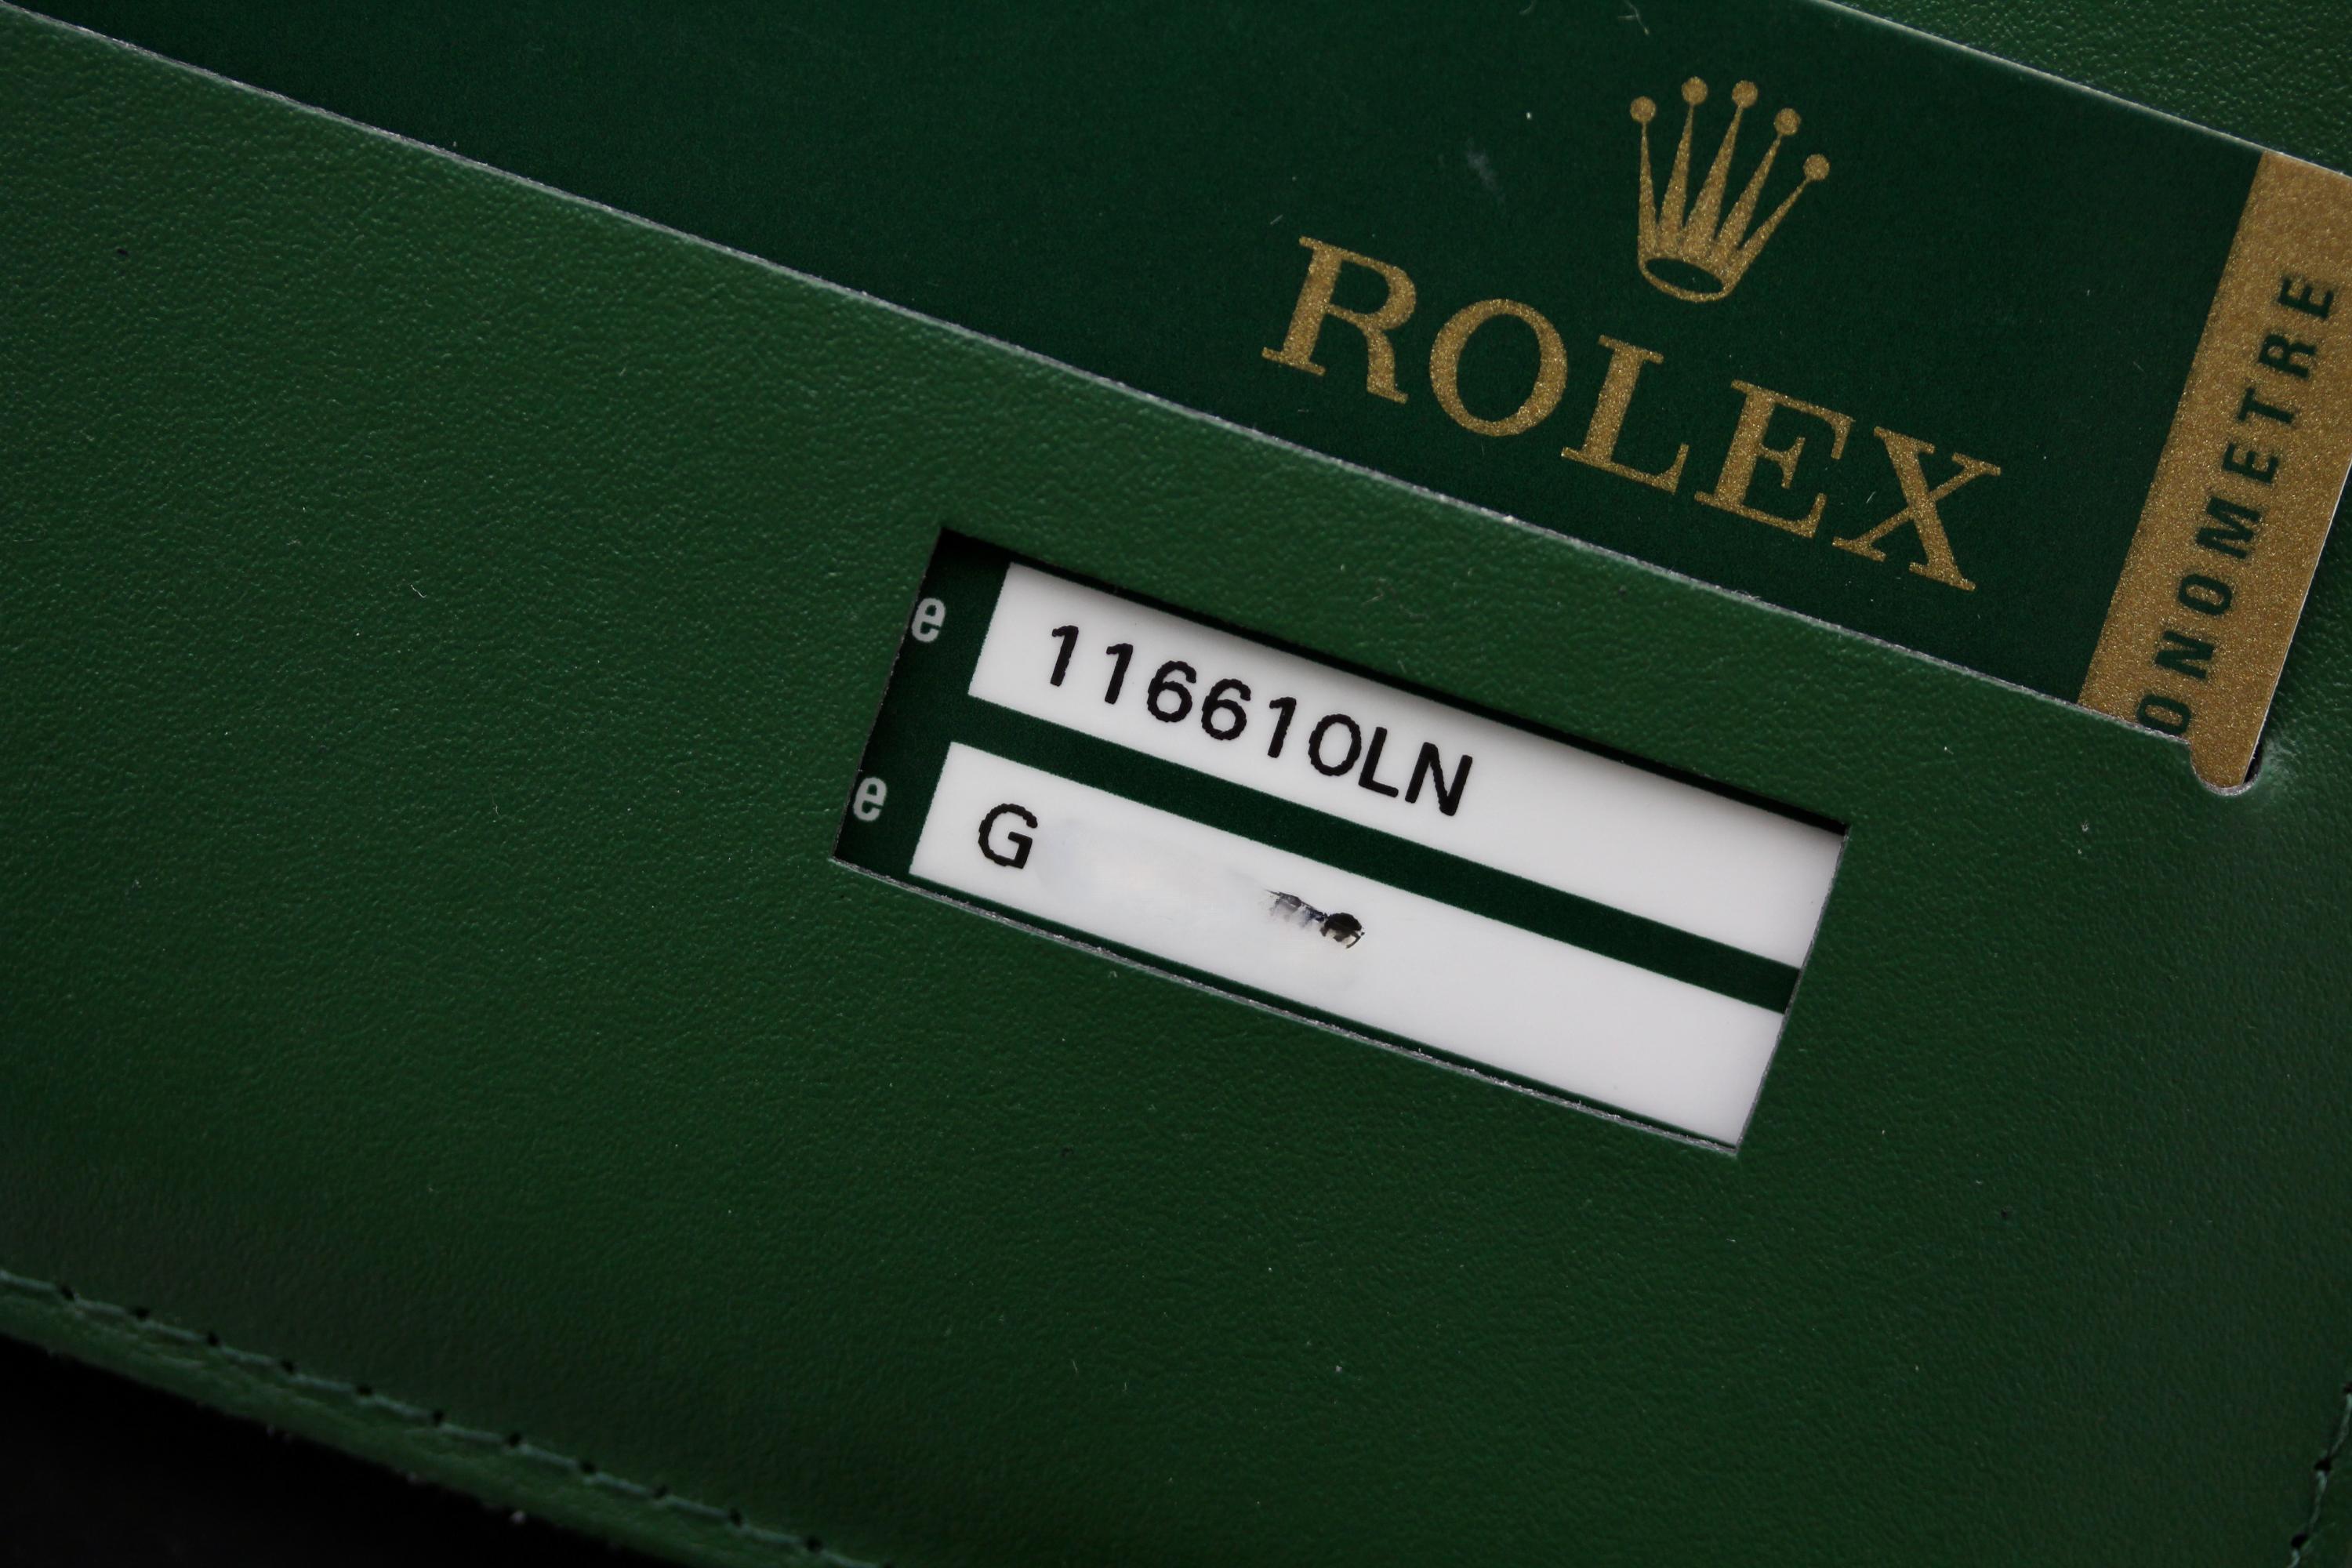 ROLEX
ONOMETRE
e 116610LN
e G